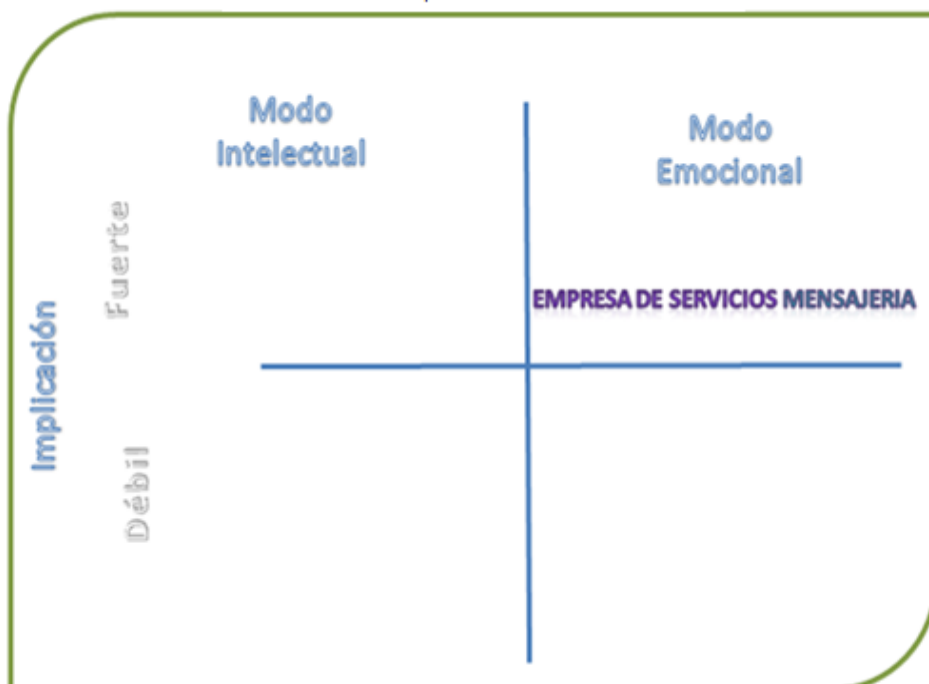 Modo
Intelectual
Modo
Emocional
Fuerte
EMPRESA DE SERVICIOS MENSAJERIA
Implicación
Débil